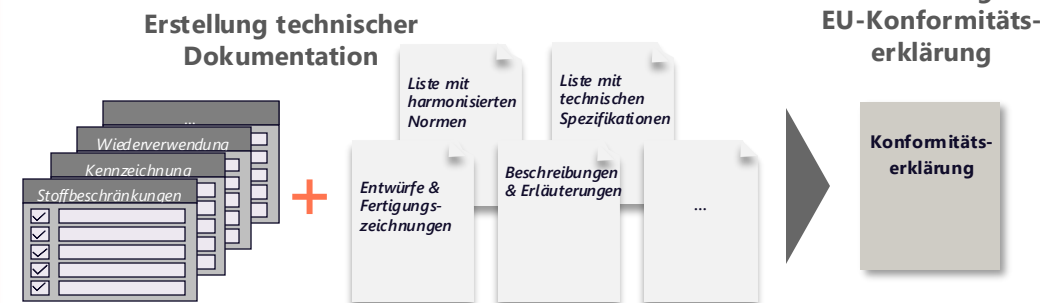 Erstellung technischer
Dokumentation
EU-Konformitäts-
erklärung
...
Wiederverwendung
Kennzeichnung
Stoffbeschränkungen
+
Liste mit
harmonisierten
Normen
Liste mit
technischen
Spezifikationen
Entwürfe &
Fertigungs-
zeichnungen
Beschreibungen
& Erläuterungen
...
Konformitäts-
erklärung